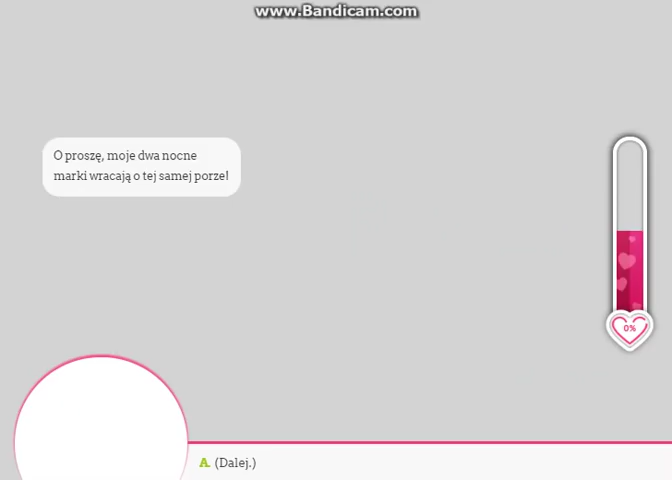 www.Bandicam.com
O proszę, moje dwa nocne
marki wracają o tej samej porze!
0%
A. (Dalej.)